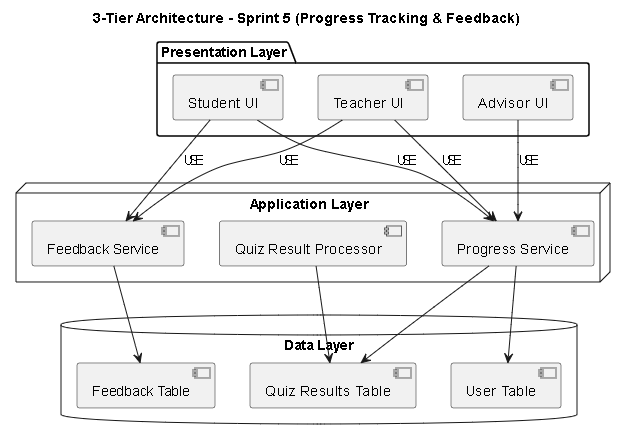 3-Tier Architecture - Sprint 5 (Progress Tracking & Feedback)
Presentation Layer
Student UI
Teacher UI
Advisor UI
USE
USE
USE
USE
USE
Application Layer
Feedback Service
Quiz Result Processor
Progress Service
Data Layer
Feedback Table
Quiz Results Table
User Table